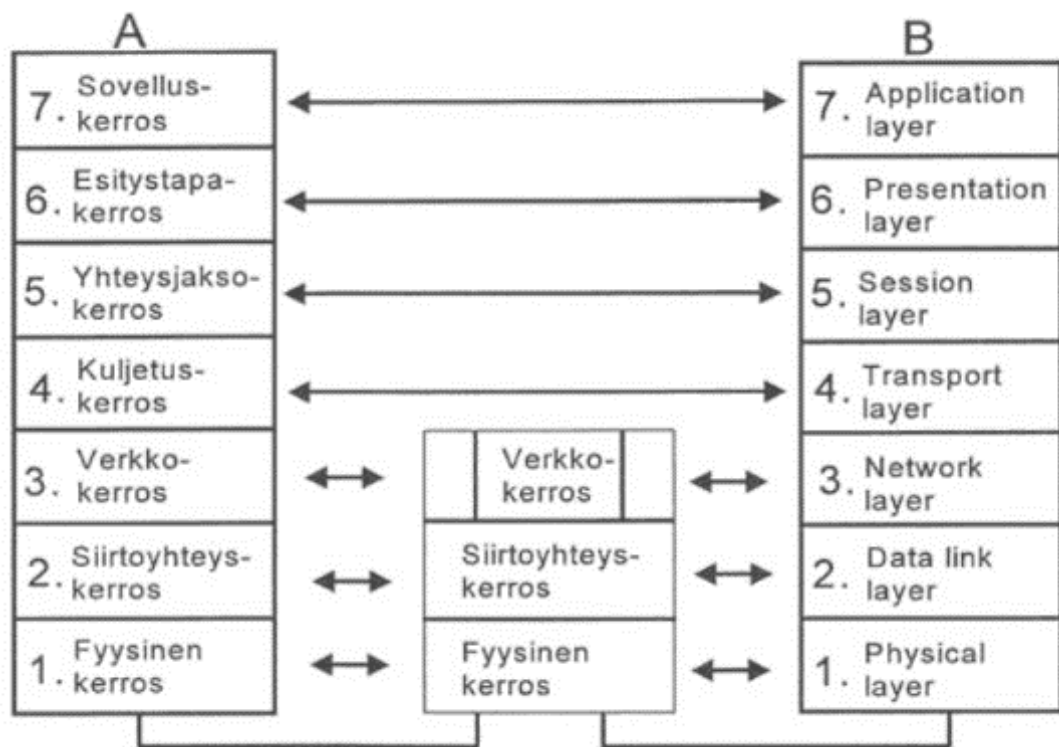 A
7. Sovellus-
kerros
6. Esitystapa-
kerros
5. Yhteysjakso-
kerros
4. Kuljetus-
kerros
3. Verkko-
kerros
2. Siirtoyhteys-
kerros
1. Fyysinen
kerros
Verkko-
kerros
Siirtoyhteys-
kerros
Fyysinen
kerros
B
7. Application
layer
6. Presentation
layer
5. Session
layer
4. Transport
layer
3. Network
layer
2. Data link
layer
1. Physical
layer